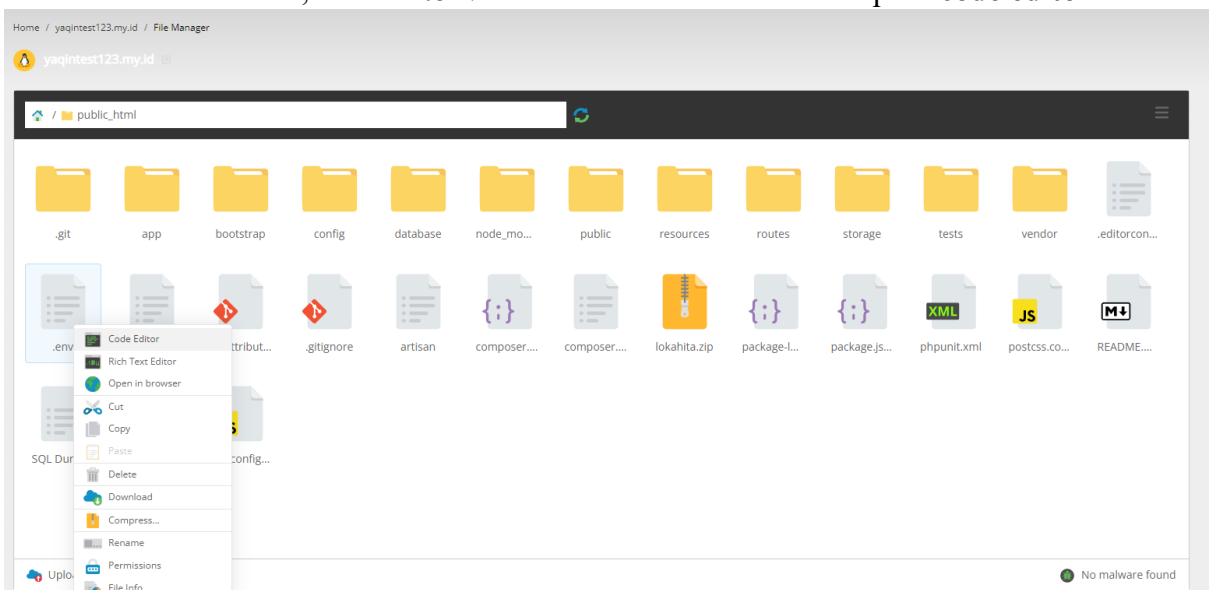 Home / yaqintest123.my.id / File Manager
yaqintest123.my.id
/ public_html
.git app bootstrap config database node_mo... public resources routes storage tests vendor .editorcon...
.env ttribut... .gitignore artisan composer.... composer.... lokahita.zip package-l... package.js... phpunit.xml postcss.co... README....
{;} {;} {;} XML JS M
Code Editor
Rich Text Editor
Open in browser
Cut
Copy
Paste
SQL Dur config...
Delete
Download
Compress...
Rename
Permissions
File Info
Uplo
No malware found